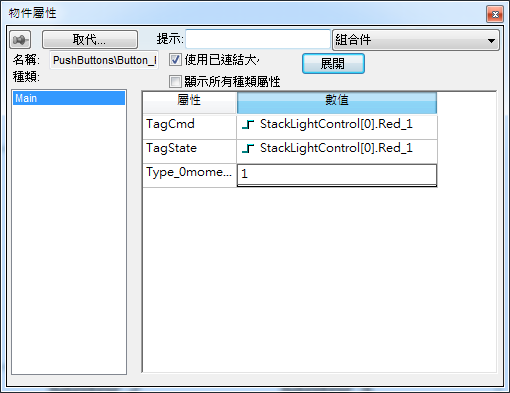 物件屬性
取代...
提示:
組合件
名稱:
PushButtons\Button_I
使用已連結大,
展開
種類:
顯示所有種類屬性
Main
屬性
數值
TagCmd
StackLightControl[0].Red_1
TagState
StackLightControl[0].Red_1
Type_0mome...
1